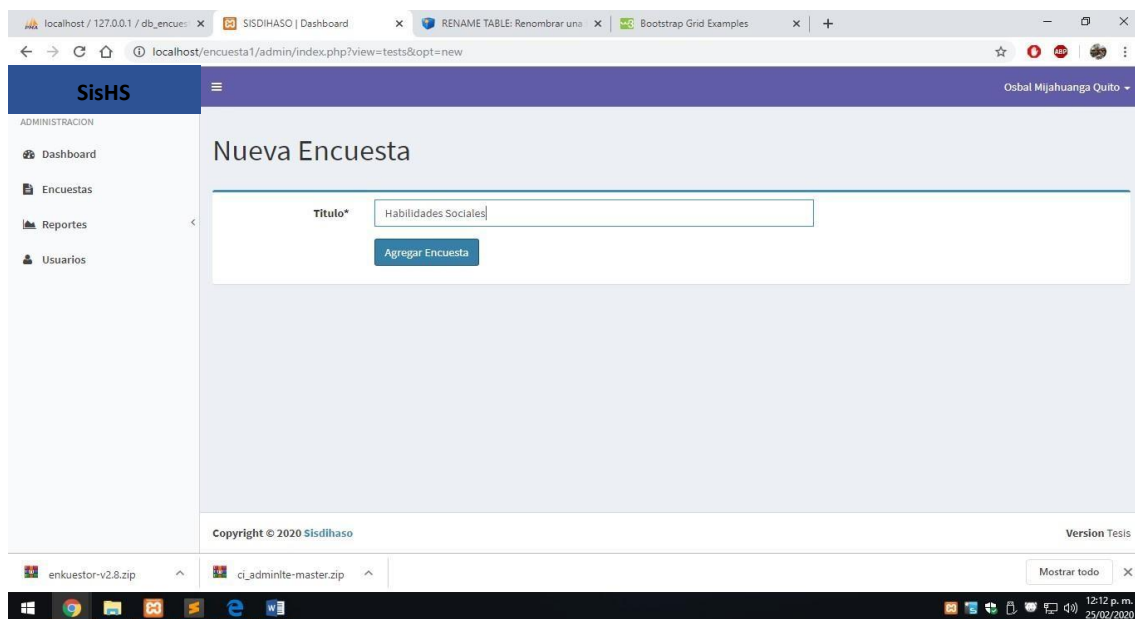 localhost / 127.0.0.1 / db_encues
SISDIHASO | Dashboard
RENAME TABLE: Renombrar una
Bootstrap Grid Examples
localhost/encuesta1/admin/index.php?view=tests&opt=new
ABP
SisHS
Osbal Mijahuanga Quito
ADMINISTRACION
Dashboard
Encuestas
Reportes
Usuarios
Nueva Encuesta
Titulo*
Habilidades Sociales
Agregar Encuesta
Copyright © 2020 Sisdihaso
Version Tesis
enkuestor-v2.8.zip
ci_adminlte-master.zip
Mostrar todo
12:12 p. m.
25/02/2020